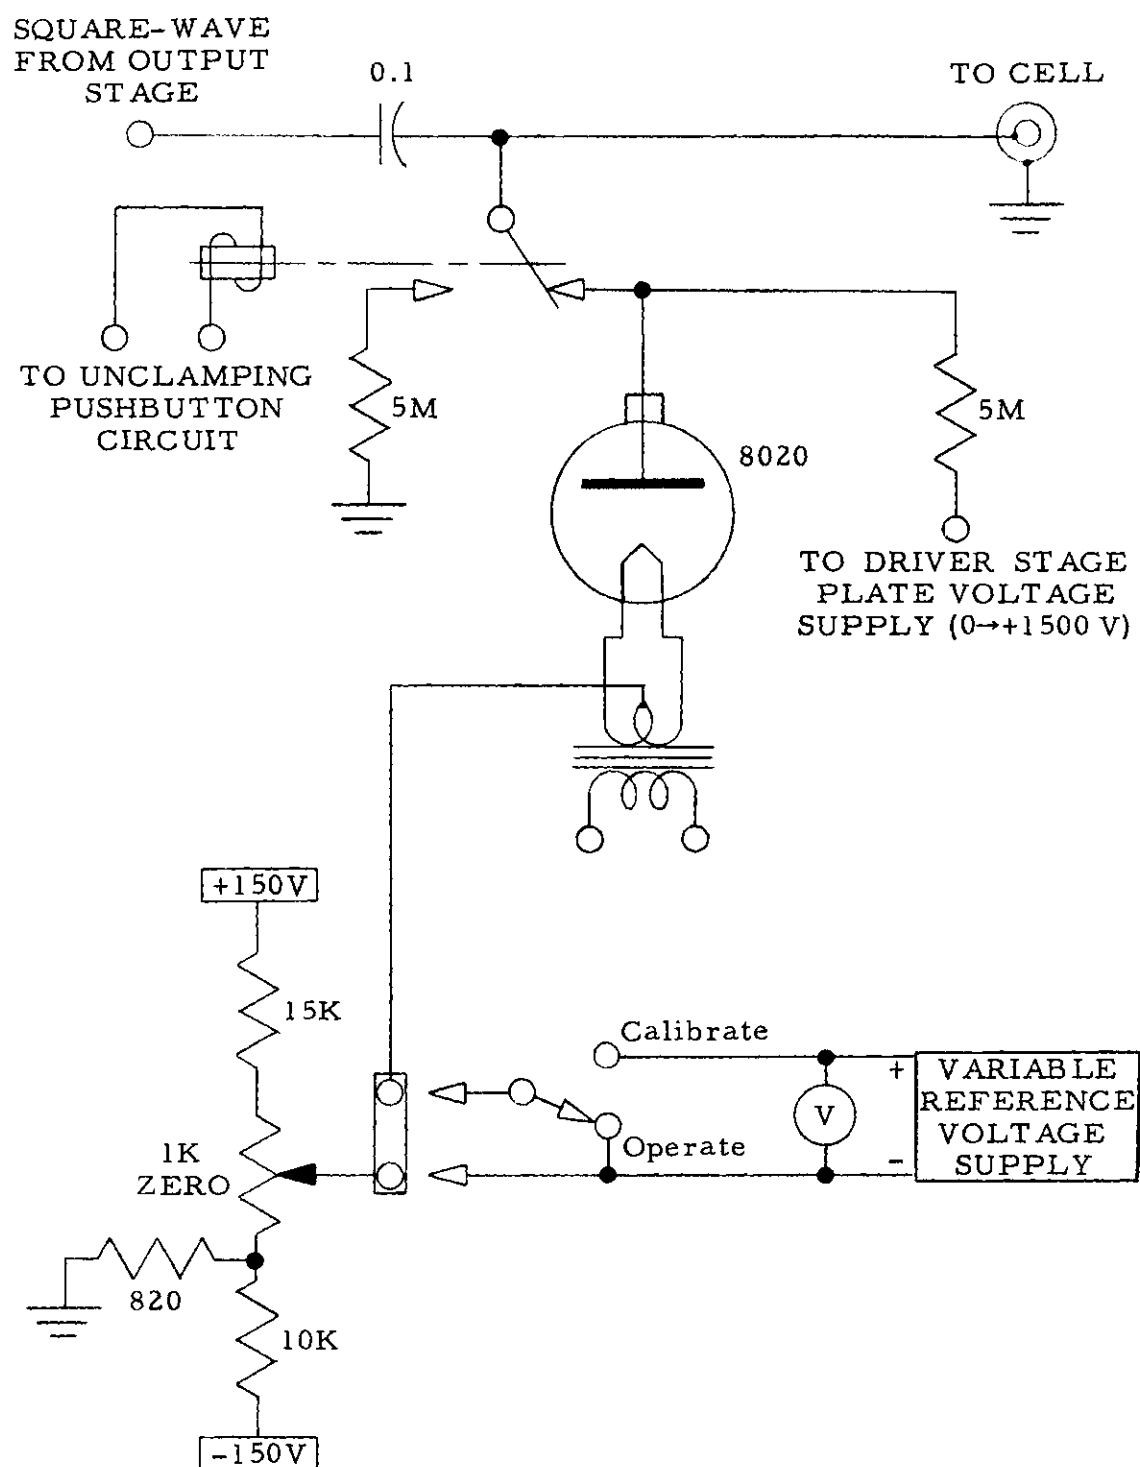 SQUARE-WAVE
FROM OUTPUT
STAGE
0.1
TO CELL
TO UNCLAMPING
PUSHBUTTON
CIRCUIT
5M
8020
5M
TO DRIVER STAGE
PLATE VOLTAGE
SUPPLY (0→+1500 V)
+150V
15K
1K
ZERO
820
10K
-150V
Calibrate
Operate
V
+
-
VARIABLE
REFERENCE
VOLTAGE
SUPPLY